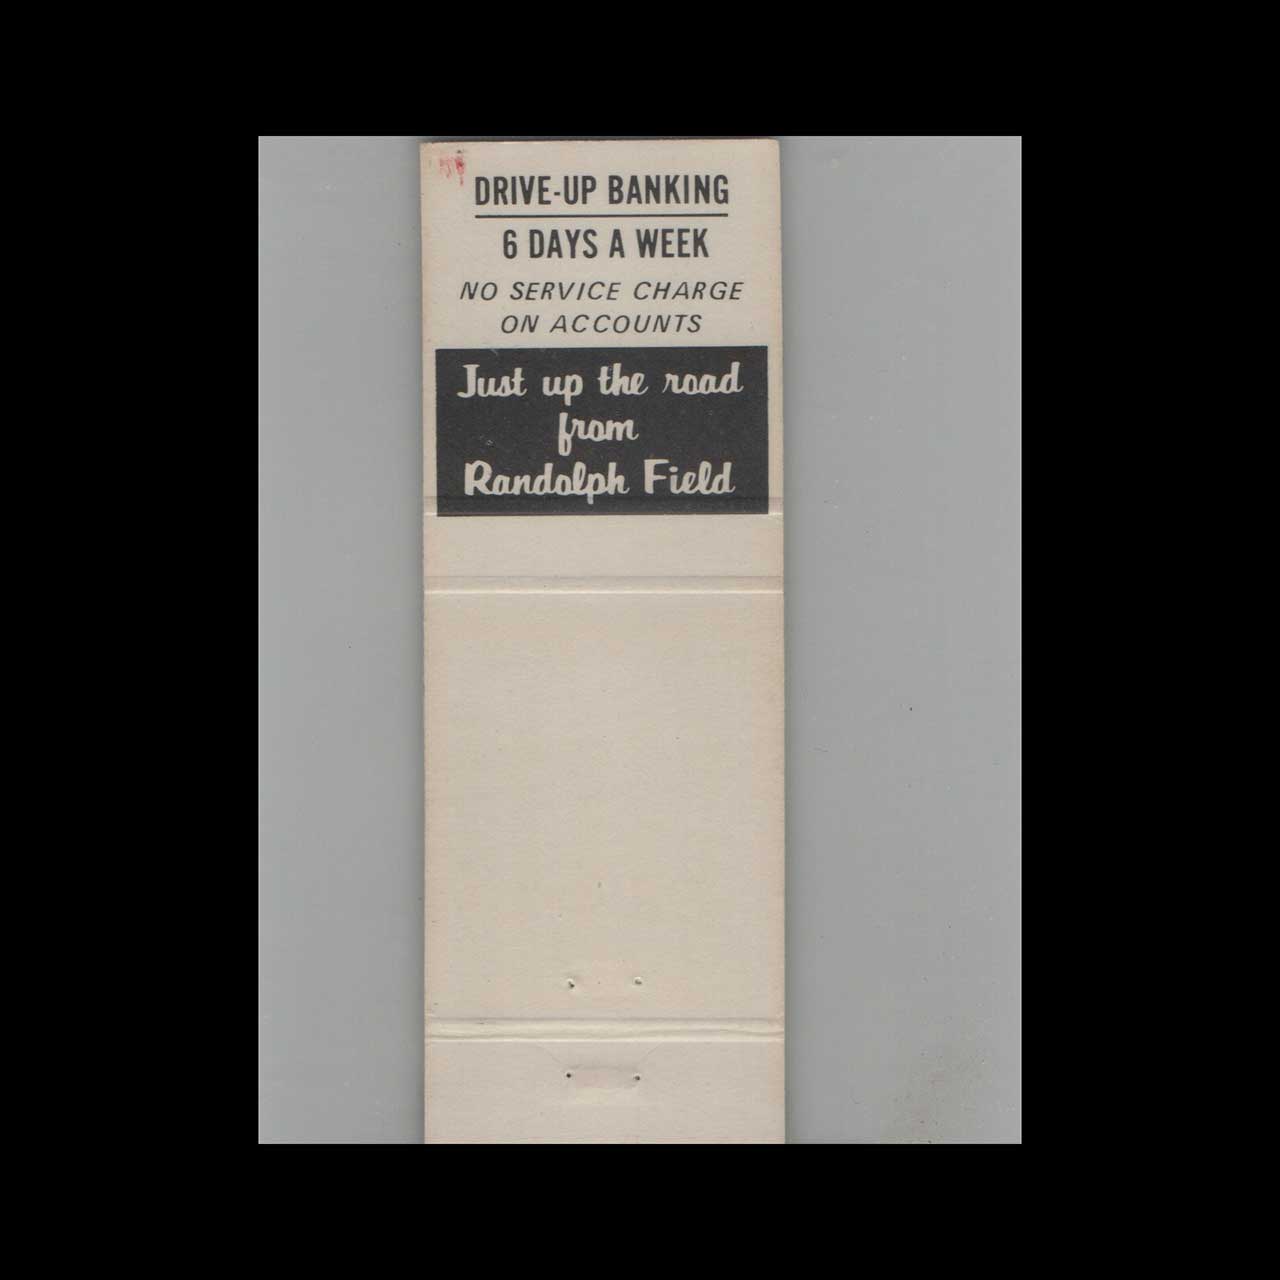 DRIVE-UP BANKING
6 DAYS A WEEK
NO SERVICE CHARGE
ON ACCOUNTS
Just up the road
from
Randolph Field